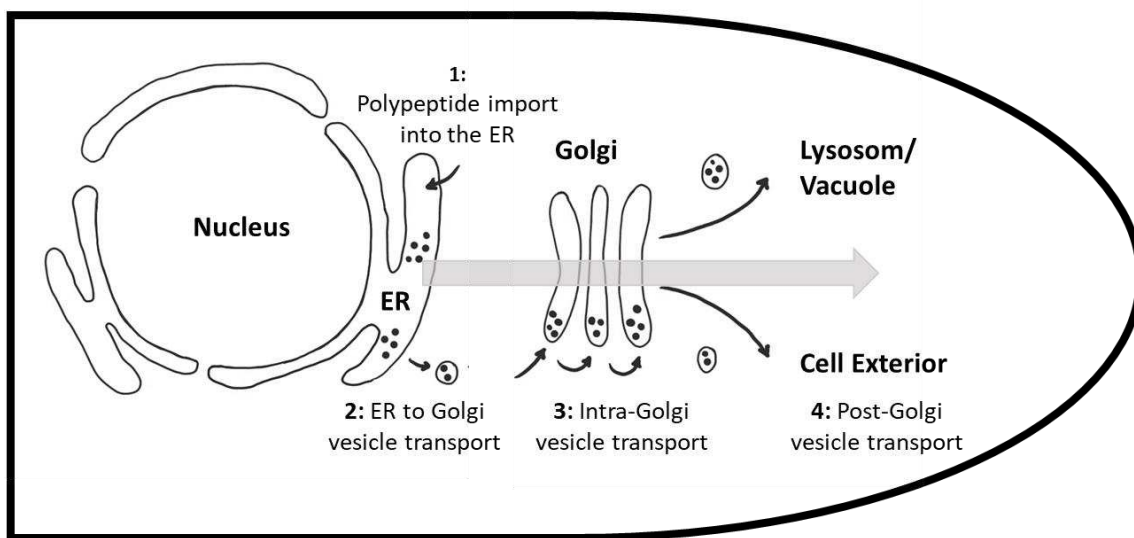 1:
Polypeptide import
into the ER
Golgi
Lysosom/
Vacuole
Nucleus
ER
Cell Exterior
2: ER to Golgi
vesicle transport
3: Intra-Golgi
vesicle transport
4: Post-Golgi
vesicle transport